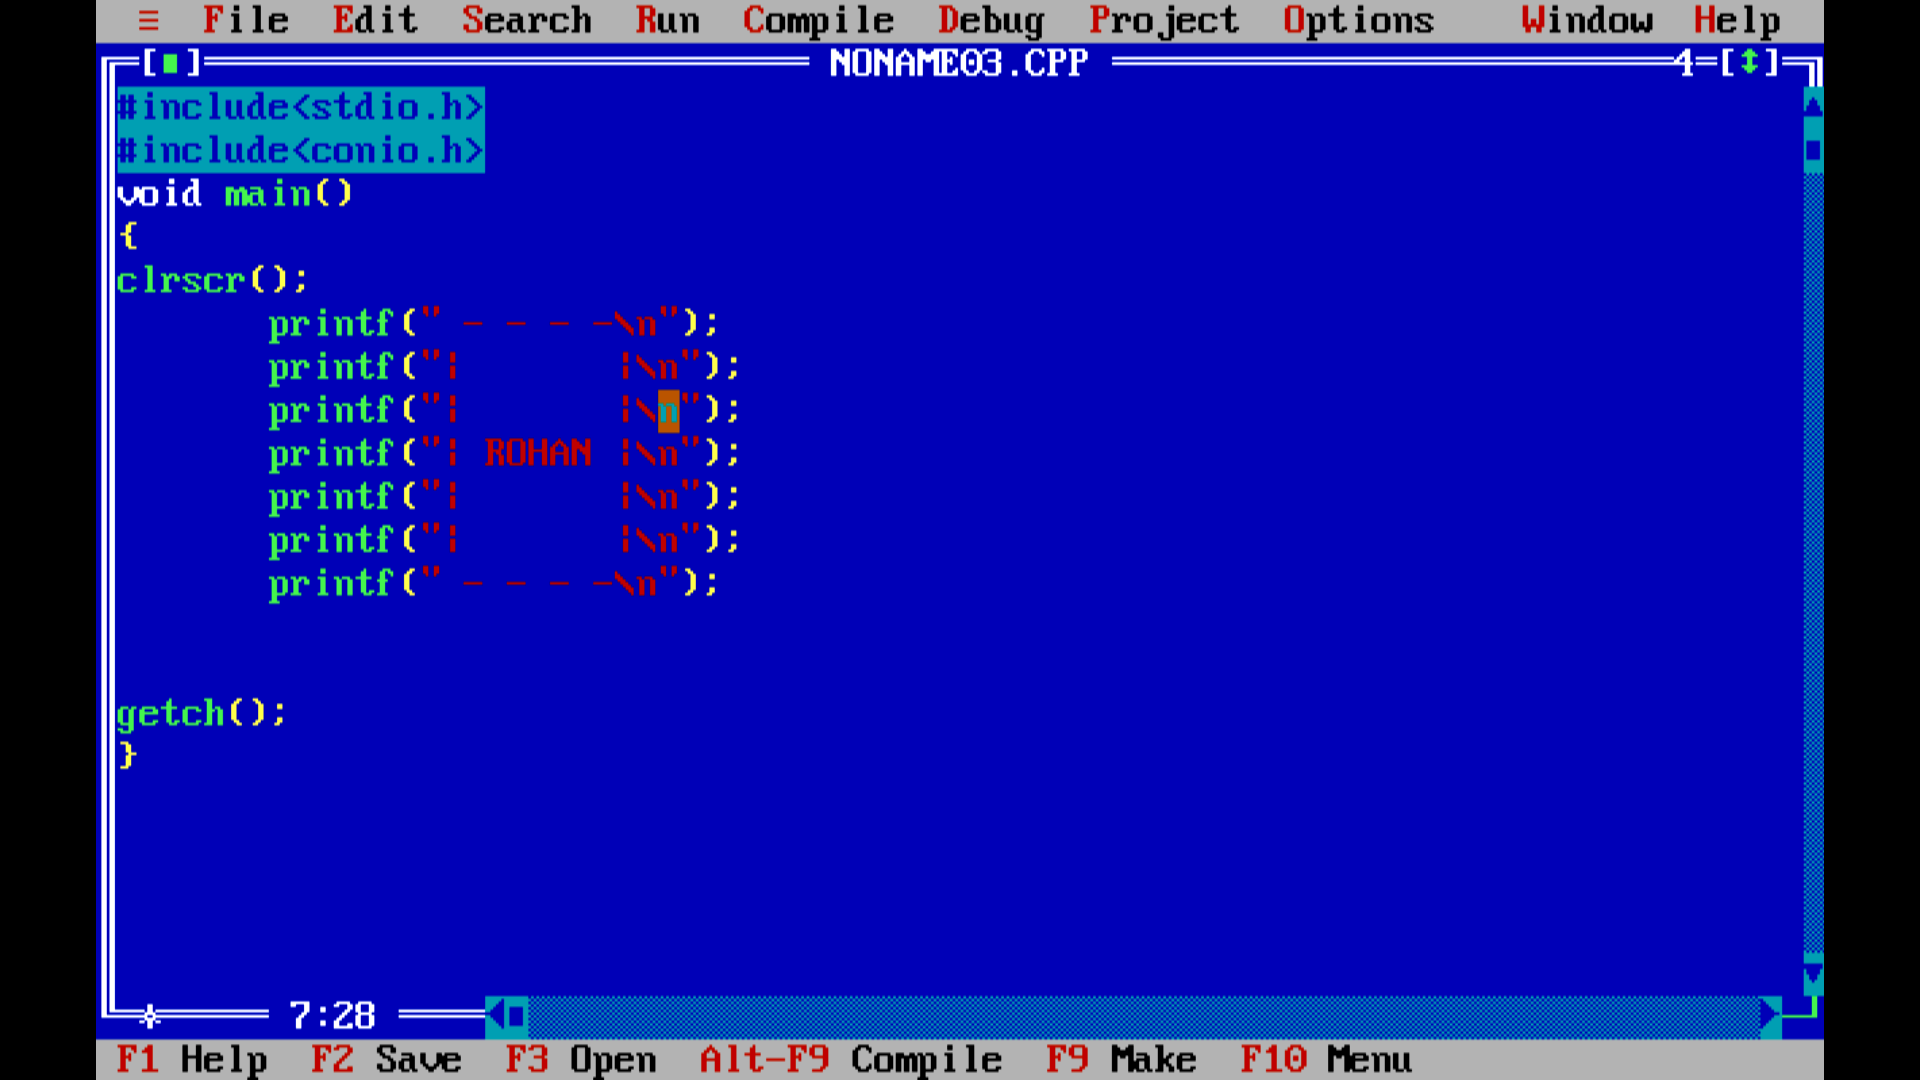 ≡ File Edit Search Run Compile Debug Project Options Window Help
[■] NONAME03.CPP 4=[↕]
#include<stdio.h>
#include<conio.h>
void main()
{
clrscr();
       printf(" - - - -\n");
       printf("¦       ¦\n");
       printf("¦       ¦\n");
       printf("¦ ROHAN ¦\n");
       printf("¦       ¦\n");
       printf("¦       ¦\n");
       printf(" - - - -\n");
getch();
}
* 7:28
F1 Help F2 Save F3 Open Alt-F9 Compile F9 Make F10 Menu